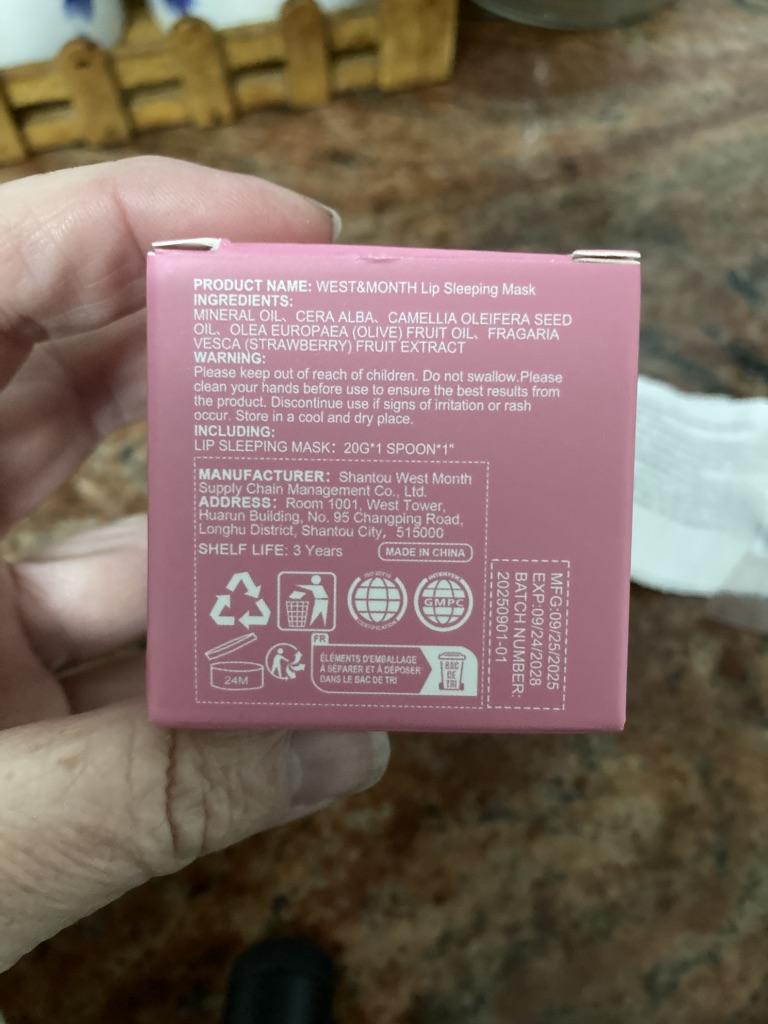 PRODUCT NAME: WEST&MONTH Lip Sleeping Mask
INGREDIENTS:
MINERAL OIL、CERA ALBA、CAMELLIA OLEIFERA SEED
OIL、OLEA EUROPAEA (OLIVE) FRUIT OIL、FRAGARIA
VESCA (STRAWBERRY) FRUIT EXTRACT
WARNING:
Please keep out of reach of children. Do not swallow.Please
clean your hands before use to ensure the best results from
the product. Discontinue use if signs of irritation or rash
occur. Store in a cool and dry place.
INCLUDING:
LIP SLEEPING MASK：20G*1 SPOON*1"
MANUFACTURER：Shantou West Month
Supply Chain Management Co., Ltd.
ADDRESS：Room 1001, West Tower,
Huarun Building, No. 95 Changping Road,
Longhu District, Shantou City，515000
SHELF LIFE: 3 Years
MADE IN CHINA
GMPC
24M
FR
ÉLÉMENTS D'EMBALLAGE
À SÉPARER ET À DÉPOSER
DANS LE BAC DE TRI
BAC
DE
TRI
MFG:09/25/2025
EXP:09/24/2028
BATCH NUMBER:
20250901-01